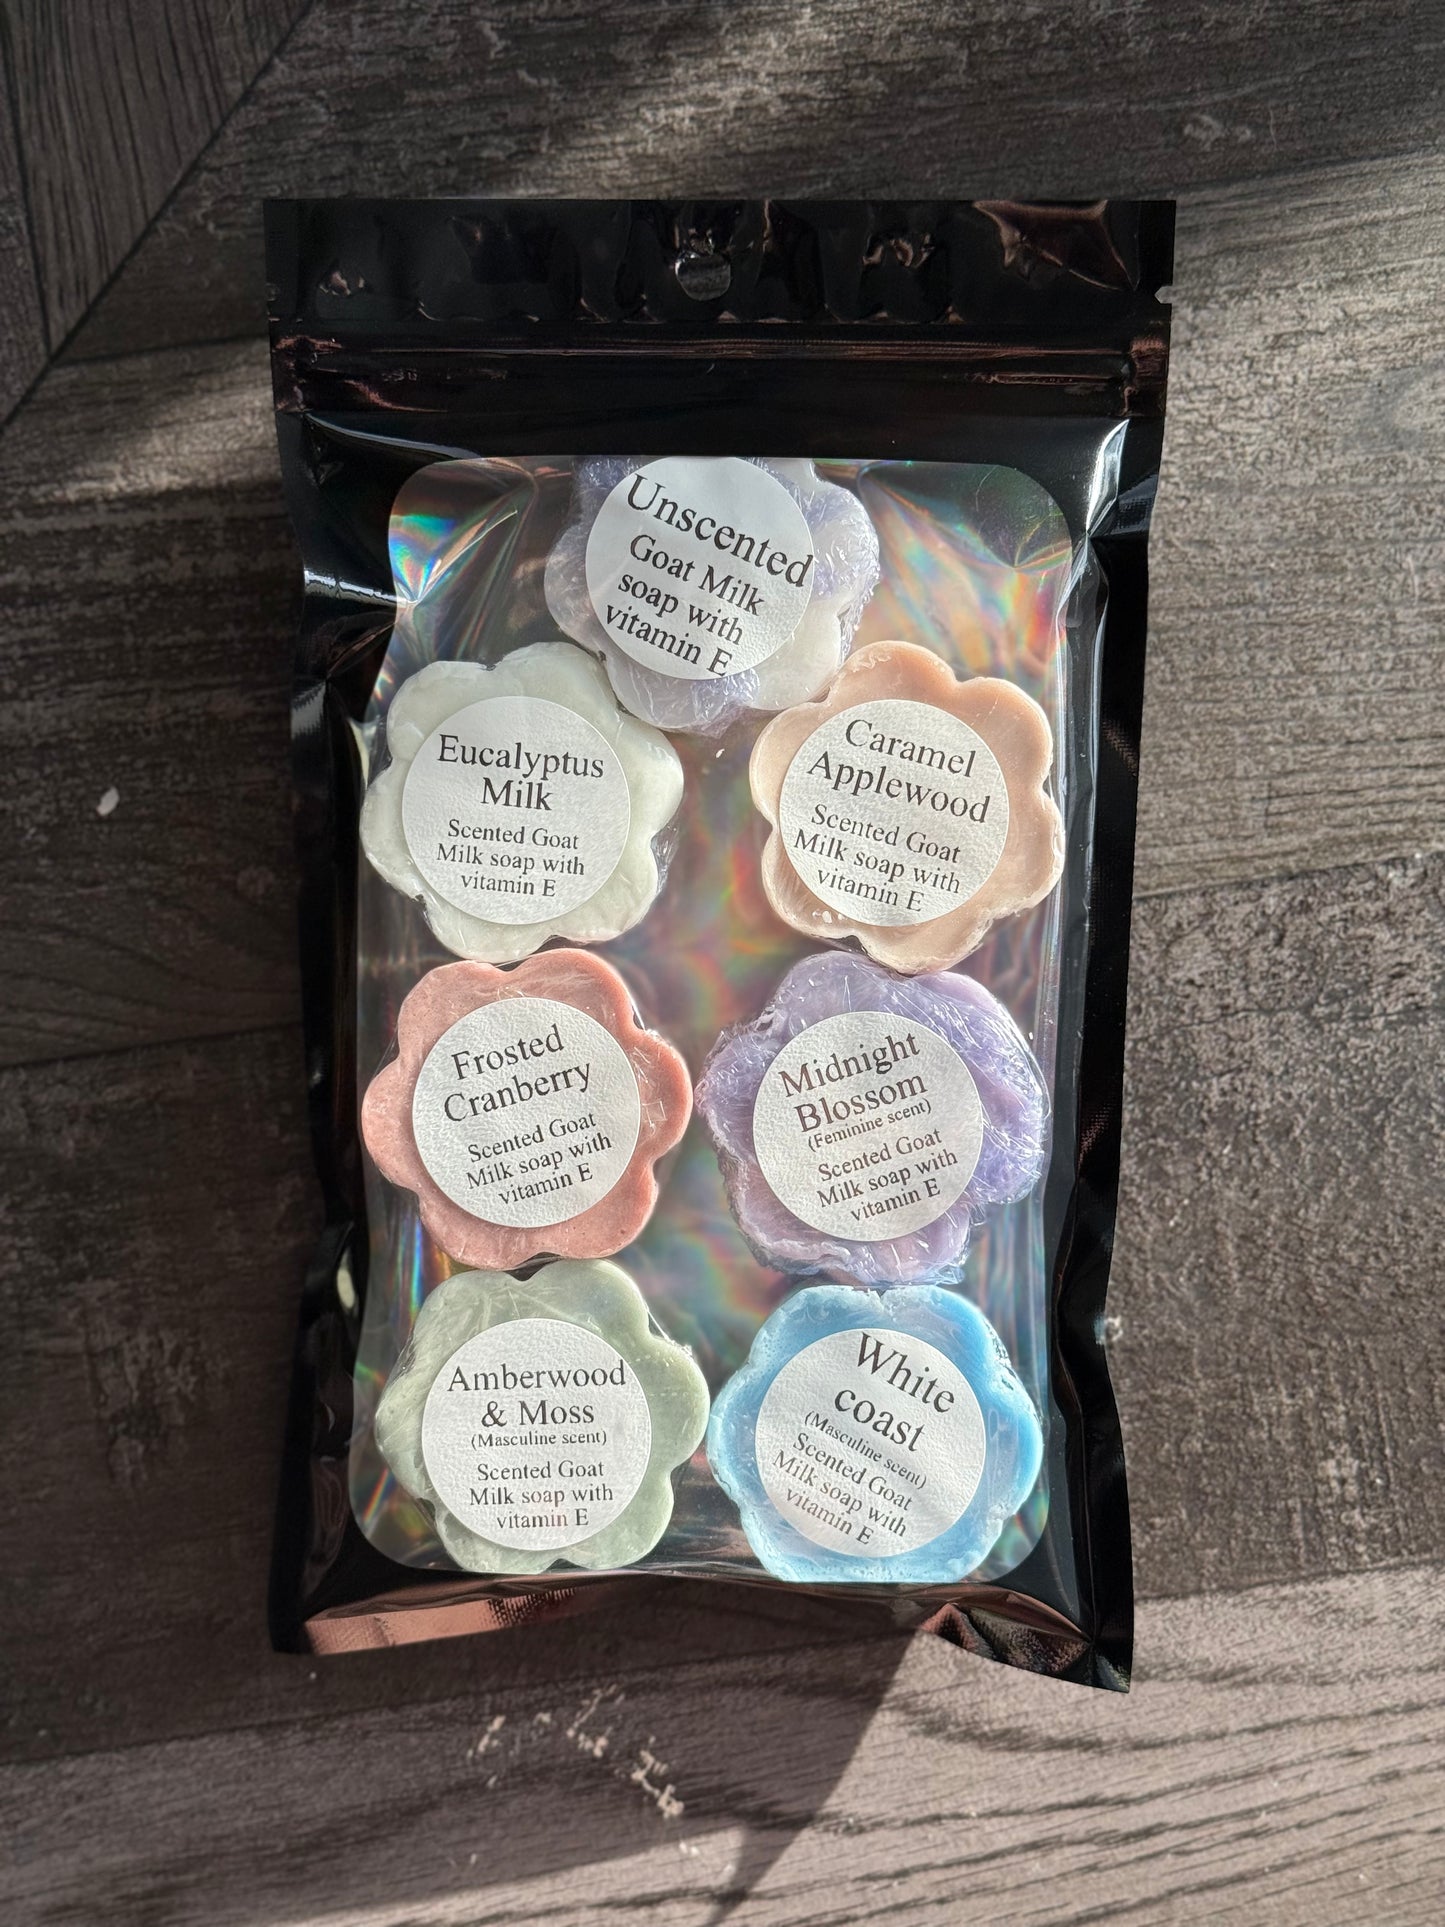 Unscented
Goat Milk
soap with
vitamin E
Eucalyptus
Milk
Scented Goat
Milk soap with
vitamin E
Caramel
Applewood
Scented Goat
Milk soap with
vitamin E
Frosted
Cranberry
Scented Goat
Milk soap with
vitamin E
Midnight
Blossom
(Feminine scent)
Scented Goat
Milk soap with
vitamin E
Amberwood
& Moss
(Masculine scent)
Scented Goat
Milk soap with
vitamin E
White
coast
(Masculine scent)
Scented Goat
Milk soap with
vitamin E